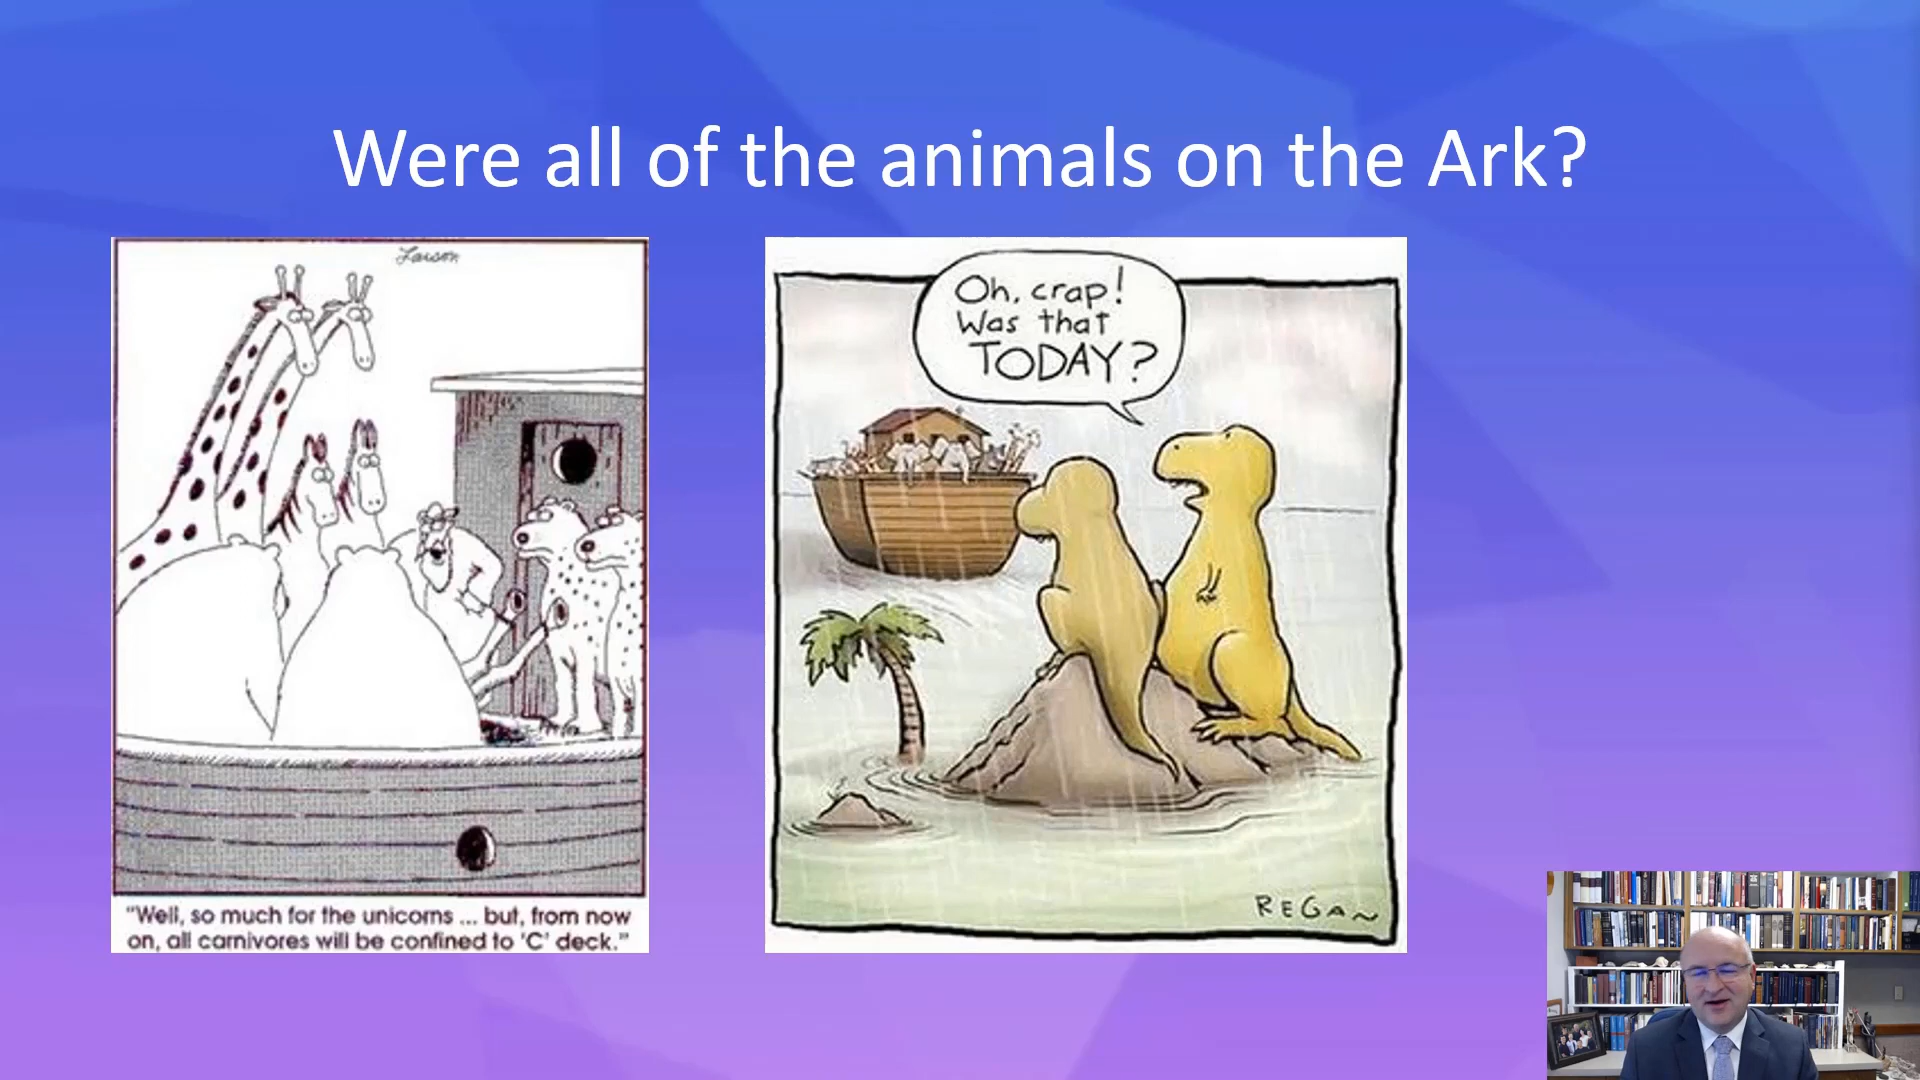 Were all of the animals on the Ark?
Larson
"Well, so much for the unicorns ... but, from now
on, all carnivores will be confined to 'C' deck."
Oh, crap!
Was that
TODAY?
REGAN